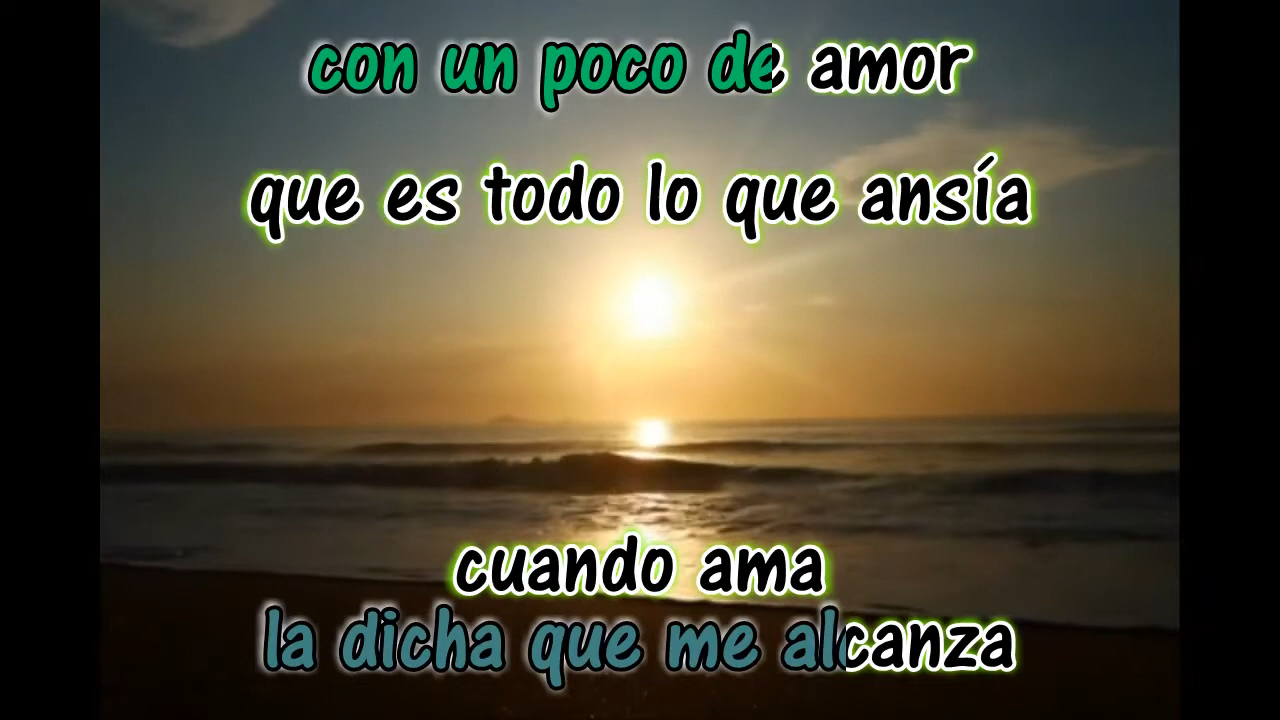 con un poco de amor
que es todo lo que ansía
cuando ama
la dicha que me alcanza